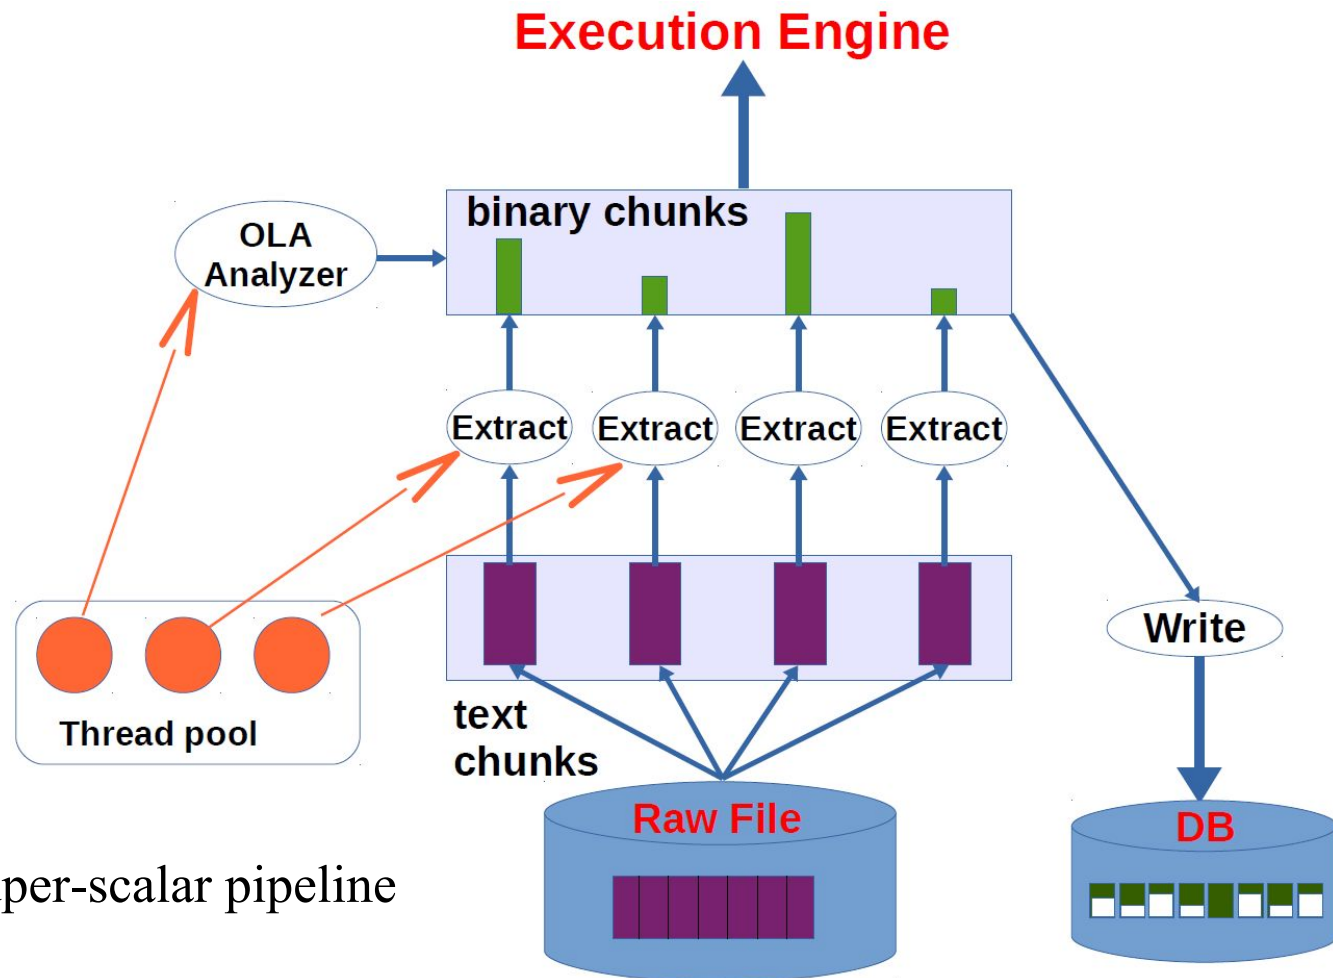 Execution Engine
binary chunks
OLA
Analyzer
Extract Extract Extract Extract
Write
Thread pool
text
chunks
Raw File
DB
per-scalar pipeline